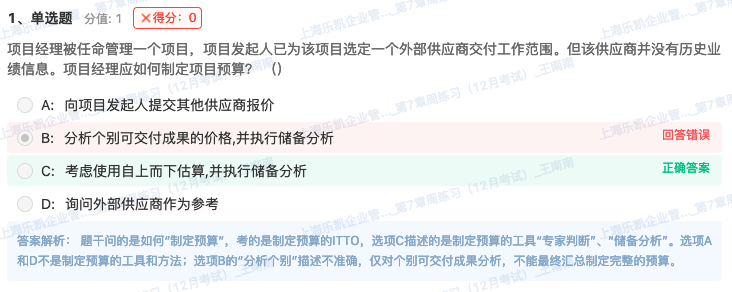 1、单选题 分值: 1 ✕得分：0
项目经理被任命管理一个项目，项目发起人已为该项目选定一个外部供应商交付工作范围。但该供应商并没有历史业
绩信息。项目经理应如何制定项目预算？ （）
A: 向项目发起人提交其他供应商报价
B: 分析个别可交付成果的价格,并执行储备分析 回答错误
C: 考虑使用自上而下估算,并执行储备分析 正确答案
D: 询问外部供应商作为参考
答案解析： 题干问的是如何“制定预算”，考的是制定预算的ITTO，选项C描述的是制定预算的工具“专家判断”、“储备分析”。选项A
和D不是制定预算的工具和方法；选项B的“分析个别”描述不准确，仅对个别可交付成果分析，不能最终汇总制定完整的预算。
上海乐凯企业管..._第7章周练习（12月考试）_王南南